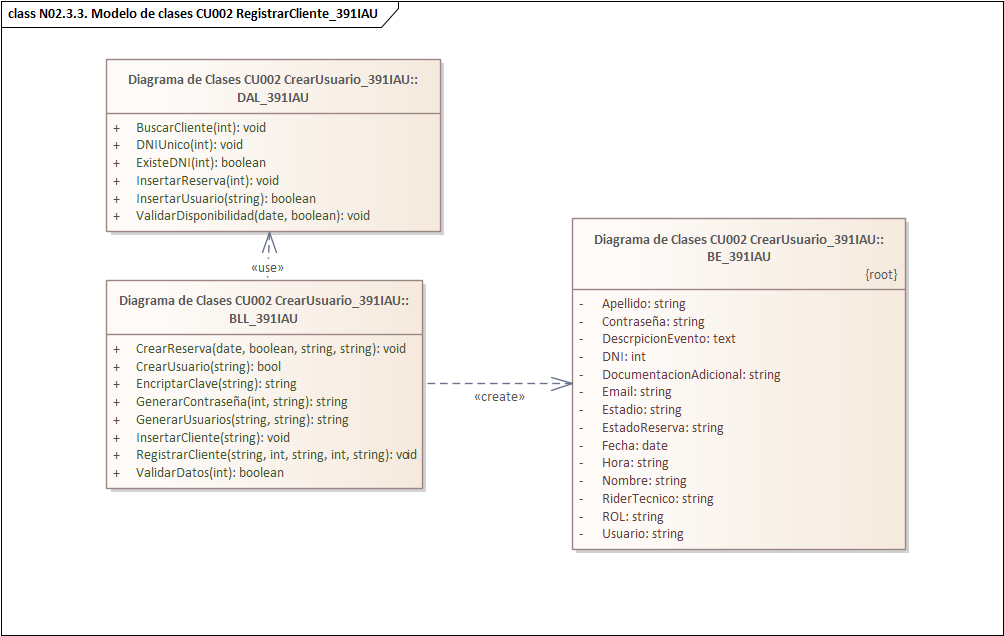 class N02.3.3. Modelo de clases CU002 RegistrarCliente_391IAU
Diagrama de Clases CU002 CrearUsuario_391IAU::
DAL_391IAU
+ BuscarCliente(int): void
+ DNIUnico(int): void
+ ExisteDNI(int): boolean
+ InsertarReserva(int): void
+ InsertarUsuario(string): boolean
+ ValidarDisponibilidad(date, boolean): void
«use»
Diagrama de Clases CU002 CrearUsuario_391IAU::
BLL_391IAU
+ CrearReserva(date, boolean, string, string): void
+ CrearUsuario(string): bool
+ EncriptarClave(string): string
+ GenerarContraseña(int, string): string
+ GenerarUsuarios(string, string): string
+ InsertarCliente(string): void
+ RegistrarCliente(string, int, string, int, string): void
+ ValidarDatos(int): boolean
«create»
Diagrama de Clases CU002 CrearUsuario_391IAU::
BE_391IAU
{root}
- Apellido: string
- Contraseña: string
- DescrpicionEvento: text
- DNI: int
- DocumentacionAdicional: string
- Email: string
- Estadio: string
- EstadoReserva: string
- Fecha: date
- Hora: string
- Nombre: string
- RiderTecnico: string
- ROL: string
- Usuario: string